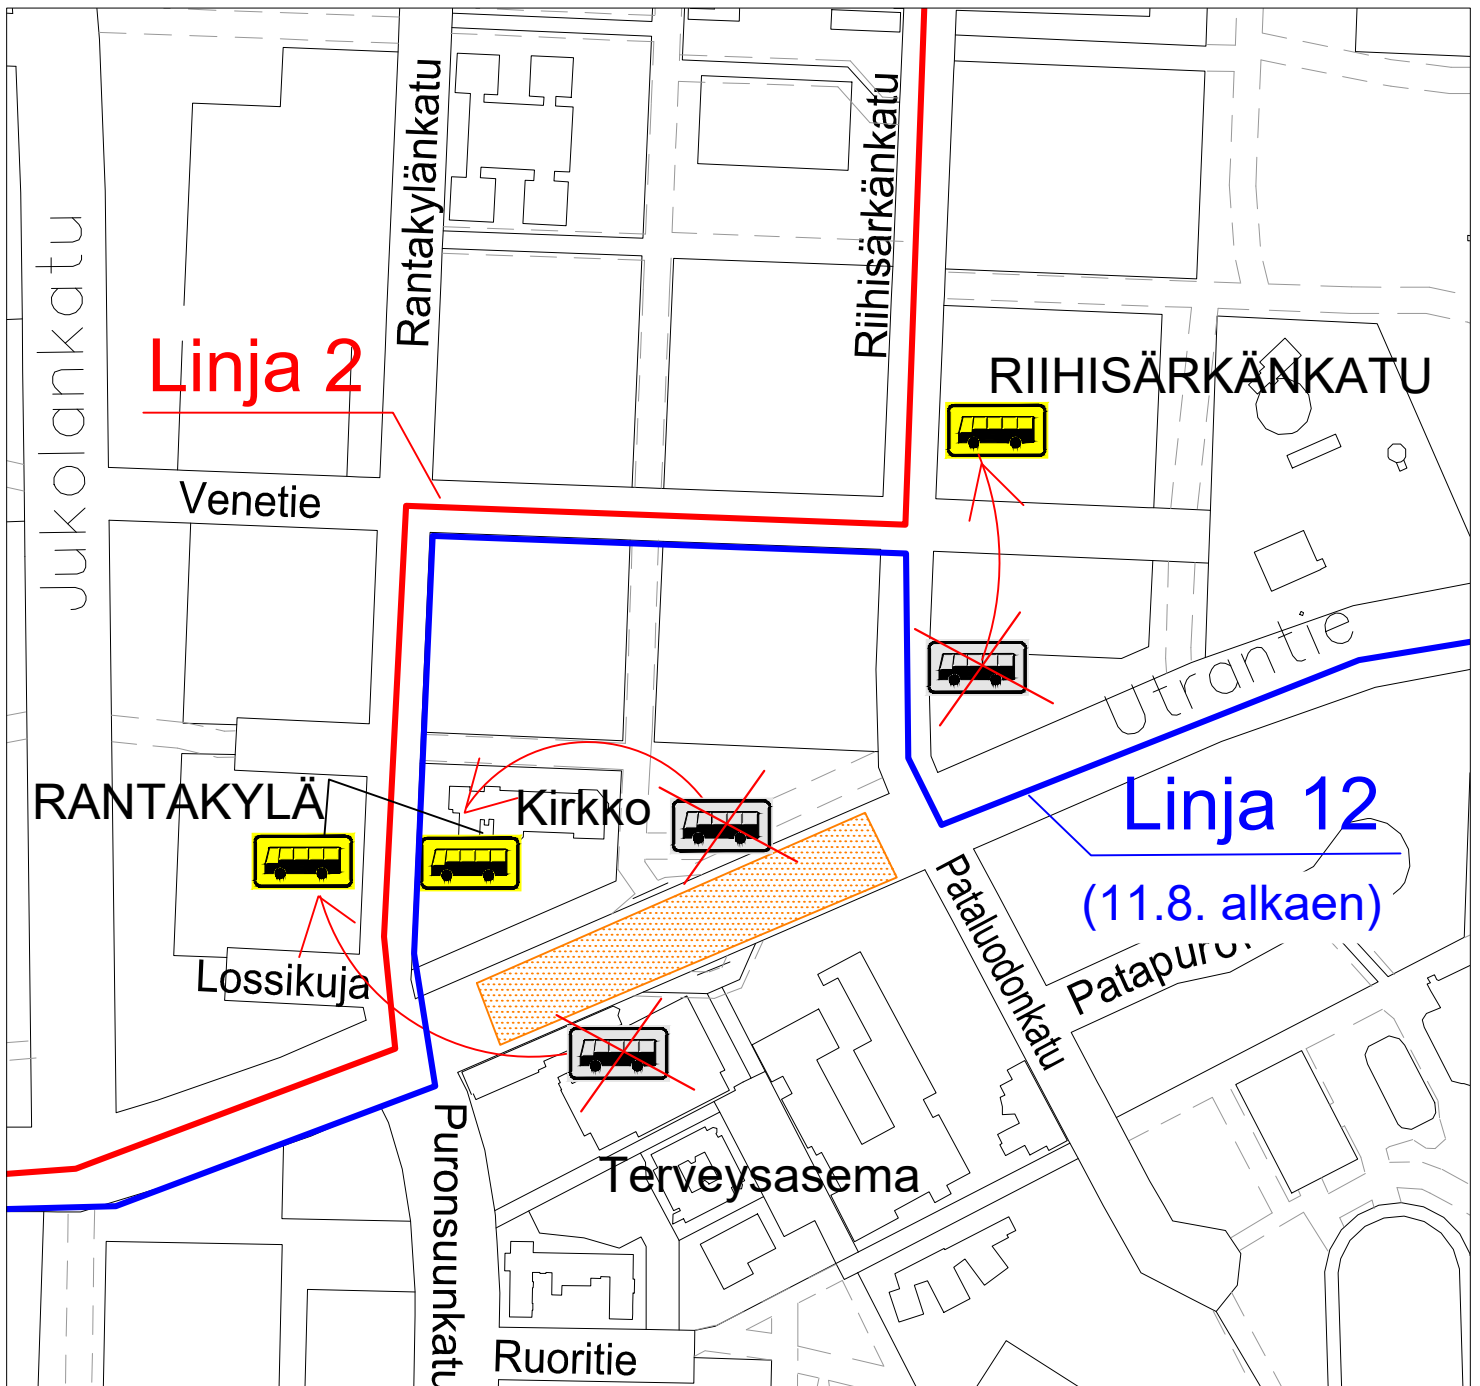 Rantakylänkatu
Riihisärkänkatu
Jukolankatu
Linja 2
RIIHISÄRKÄNKATU
Venetie
Utrantie
RANTAKYLÄ
Kirkko
Linja 12
(11.8. alkaen)
Pataluodonkatu
Lossikuja
Terveysasema
Puronsuunkatu
Ruoritie